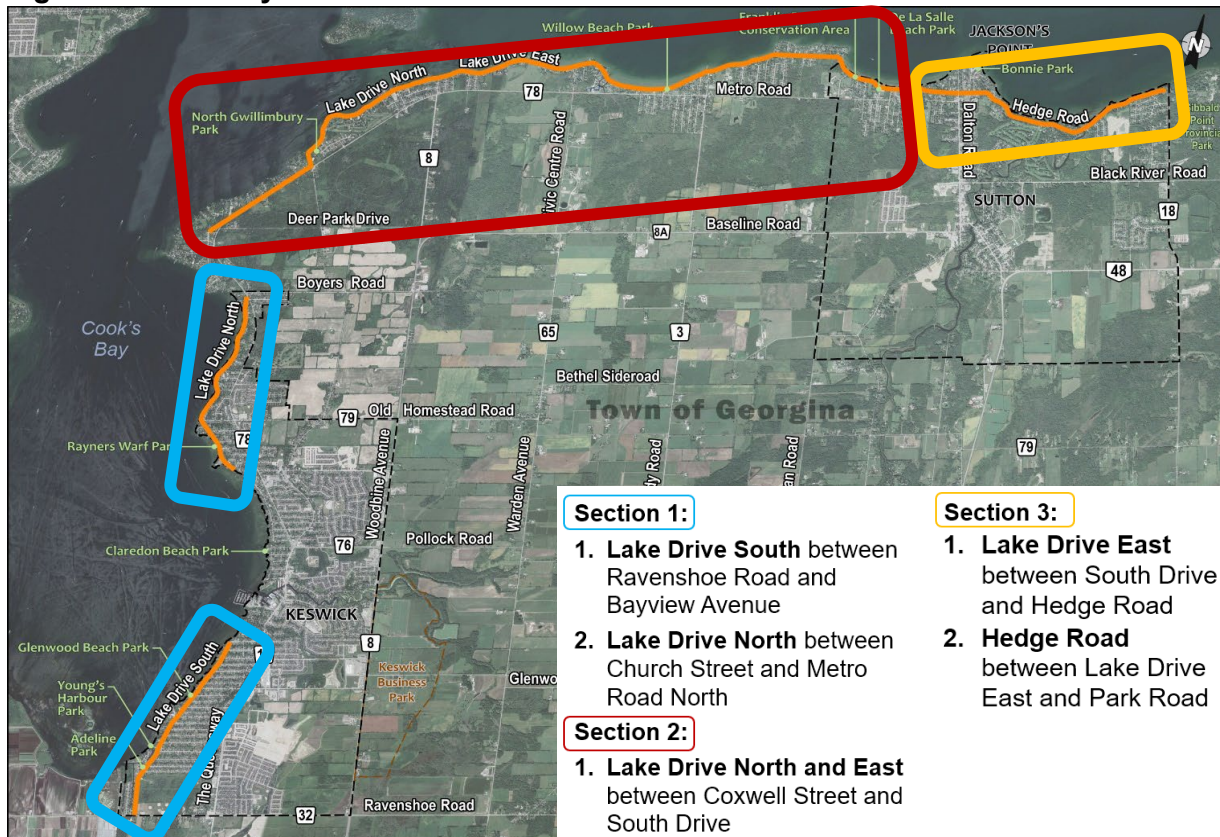 Willow Beach Park
Conservation Area
De La Salle
Beach Park
JACKSON'S
POINT
Bonnie Park
N
Lake Drive East
Lake Drive North
78
Metro Road
Hedge Road
North Gwillimbury
Park
8
Dalton Road
Point
Park
Black River Road
SUTTON
18
Deer Park Drive
8A
Baseline Road
48
Boyers Road
Cook's
Bay
Lake Drive North
65
3
Bethel Sideroad
79
Old Homestead Road
Town of Georgina
Rayners Warf Park
78
79
Woodbine Avenue
Warden Avenue
Claredon Beach Park
76
Pollock Road
KESWICK
8
Glenwood Beach Park
Lake Drive South
Keswick
Business
Park
Young's
Harbour
Park
Adeline
Park
32
Ravenshoe Road
Section 1:
1. Lake Drive South between
Ravenshoe Road and
Bayview Avenue
2. Lake Drive North between
Church Street and Metro
Road North
Section 2:
1. Lake Drive North and East
between Coxwell Street and
South Drive
Section 3:
1. Lake Drive East
between South Drive
and Hedge Road
2. Hedge Road
between Lake Drive
East and Park Road